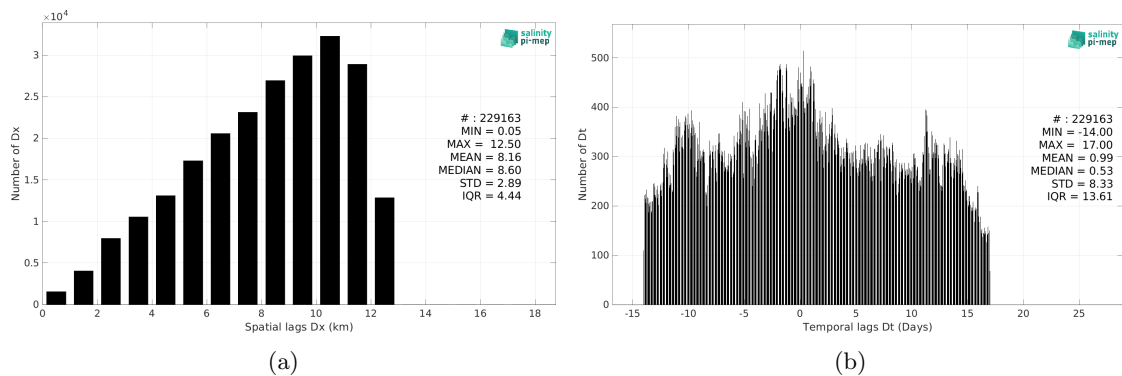 ×10⁴
3
2.5
2
1.5
1
0.5
0
0 2 4 6 8 10 12 14 16 18
Number of Dx
Spatial lags Dx (km)
salinity
pi-mep
# : 229163
MIN = 0.05
MAX = 12.50
MEAN = 8.16
MEDIAN = 8.60
STD = 2.89
IQR = 4.44
(a)
500
400
300
200
100
0
-15 -10 -5 0 5 10 15 20 25
Number of Dt
Temporal lags Dt (Days)
salinity
pi-mep
# : 229163
MIN = -14.00
MAX = 17.00
MEAN = 0.99
MEDIAN = 0.53
STD = 8.33
IQR = 13.61
(b)